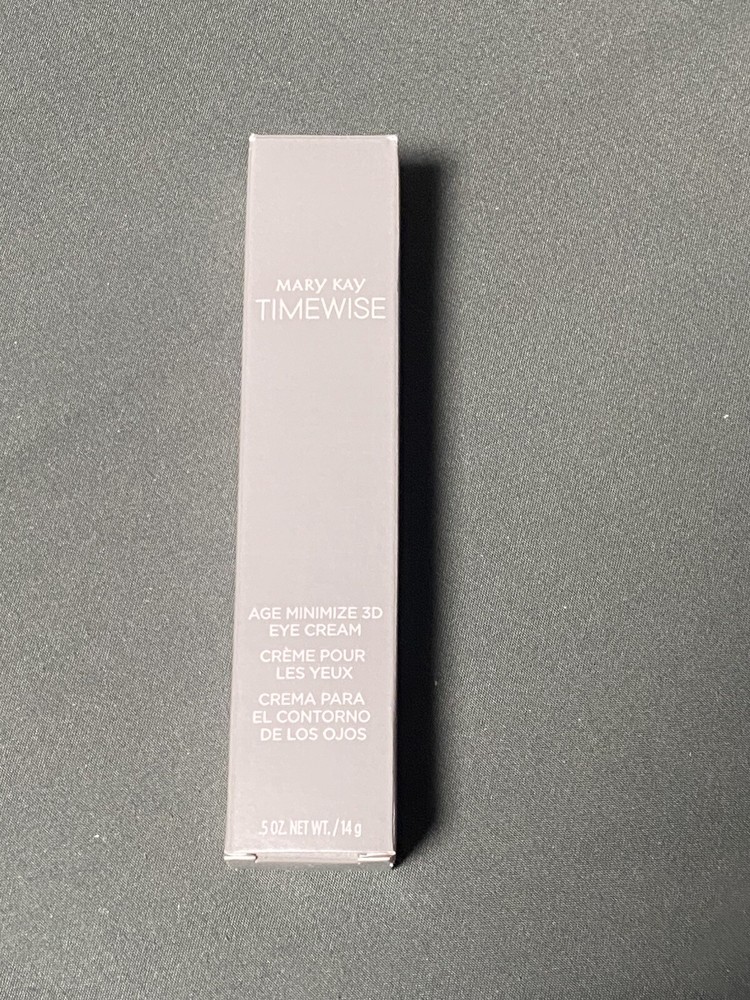 MARY KAY
TIMEWISE
AGE MINIMIZE 3D
EYE CREAM
CRÈME POUR
LES YEUX
CREMA PARA
EL CONTORNO
DE LOS OJOS
.5 OZ. NET WT. / 14 g